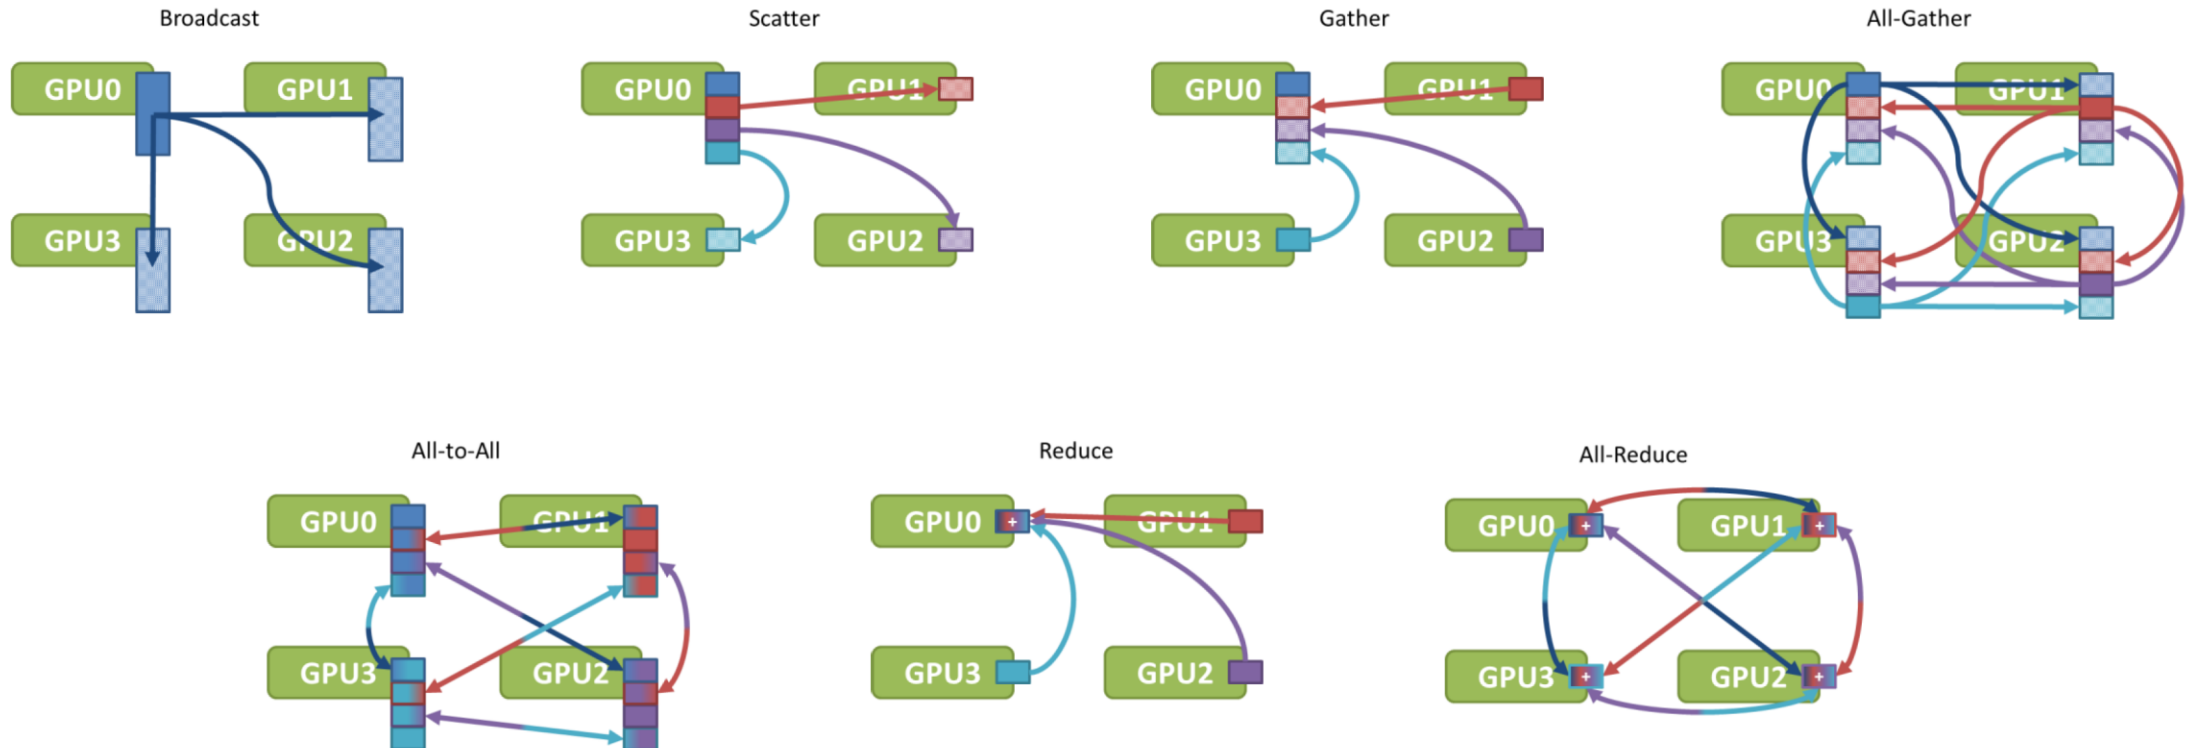 Broadcast
Scatter
Gather
All-Gather
GPU0
GPU1
GPU0
GPU1
GPU0
GPU1
GPU0
GPU1
GPU3
GPU2
GPU3
GPU2
GPU3
GPU2
GPU3
GPU2
All-to-All
Reduce
All-Reduce
GPU0
GPU1
GPU0
+
GPU1
GPU0
+
GPU1
+
GPU3
GPU2
GPU3
GPU2
GPU3
+
GPU2
+